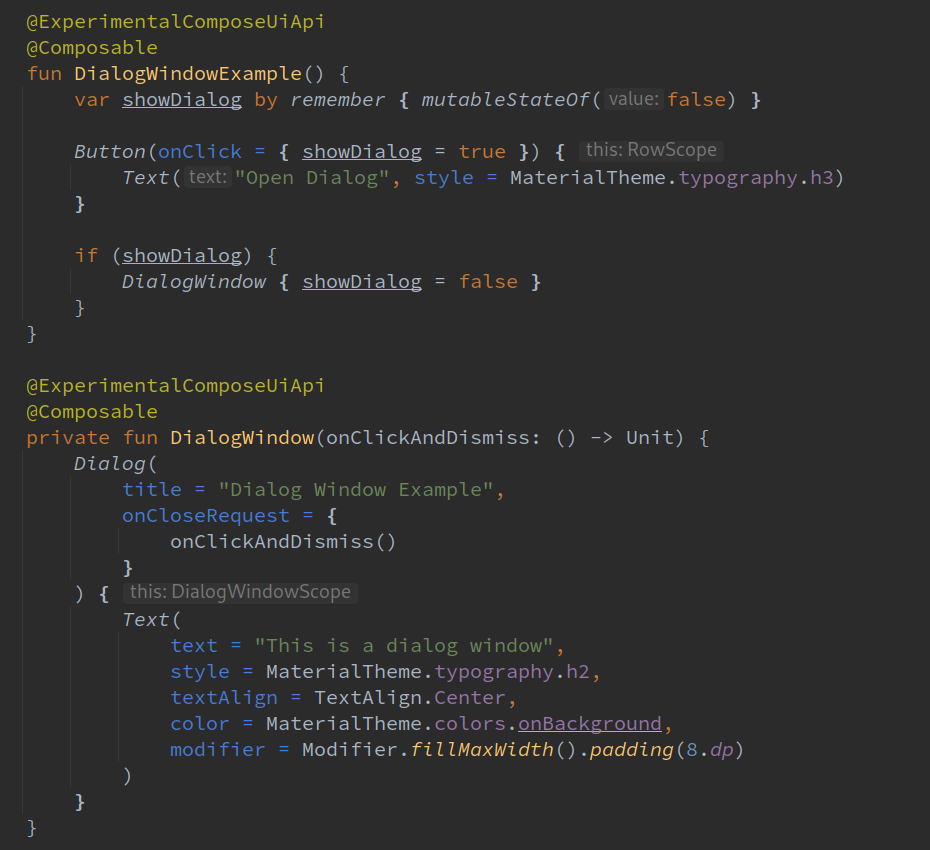 @ExperimentalComposeUiApi
@Composable
fun DialogWindowExample() {
    var showDialog by remember { mutableStateOf( value: false) }

    Button(onClick = { showDialog = true }) { this: RowScope
        Text( text: "Open Dialog", style = MaterialTheme.typography.h3)
    }

    if (showDialog) {
        DialogWindow { showDialog = false }
    }
}

@ExperimentalComposeUiApi
@Composable
private fun DialogWindow(onClickAndDismiss: () -> Unit) {
    Dialog(
        title = "Dialog Window Example",
        onCloseRequest = {
            onClickAndDismiss()
        }
    ) { this: DialogWindowScope
        Text(
            text = "This is a dialog window",
            style = MaterialTheme.typography.h2,
            textAlign = TextAlign.Center,
            color = MaterialTheme.colors.onBackground,
            modifier = Modifier.fillMaxWidth().padding(8.dp)
        )
    }
}